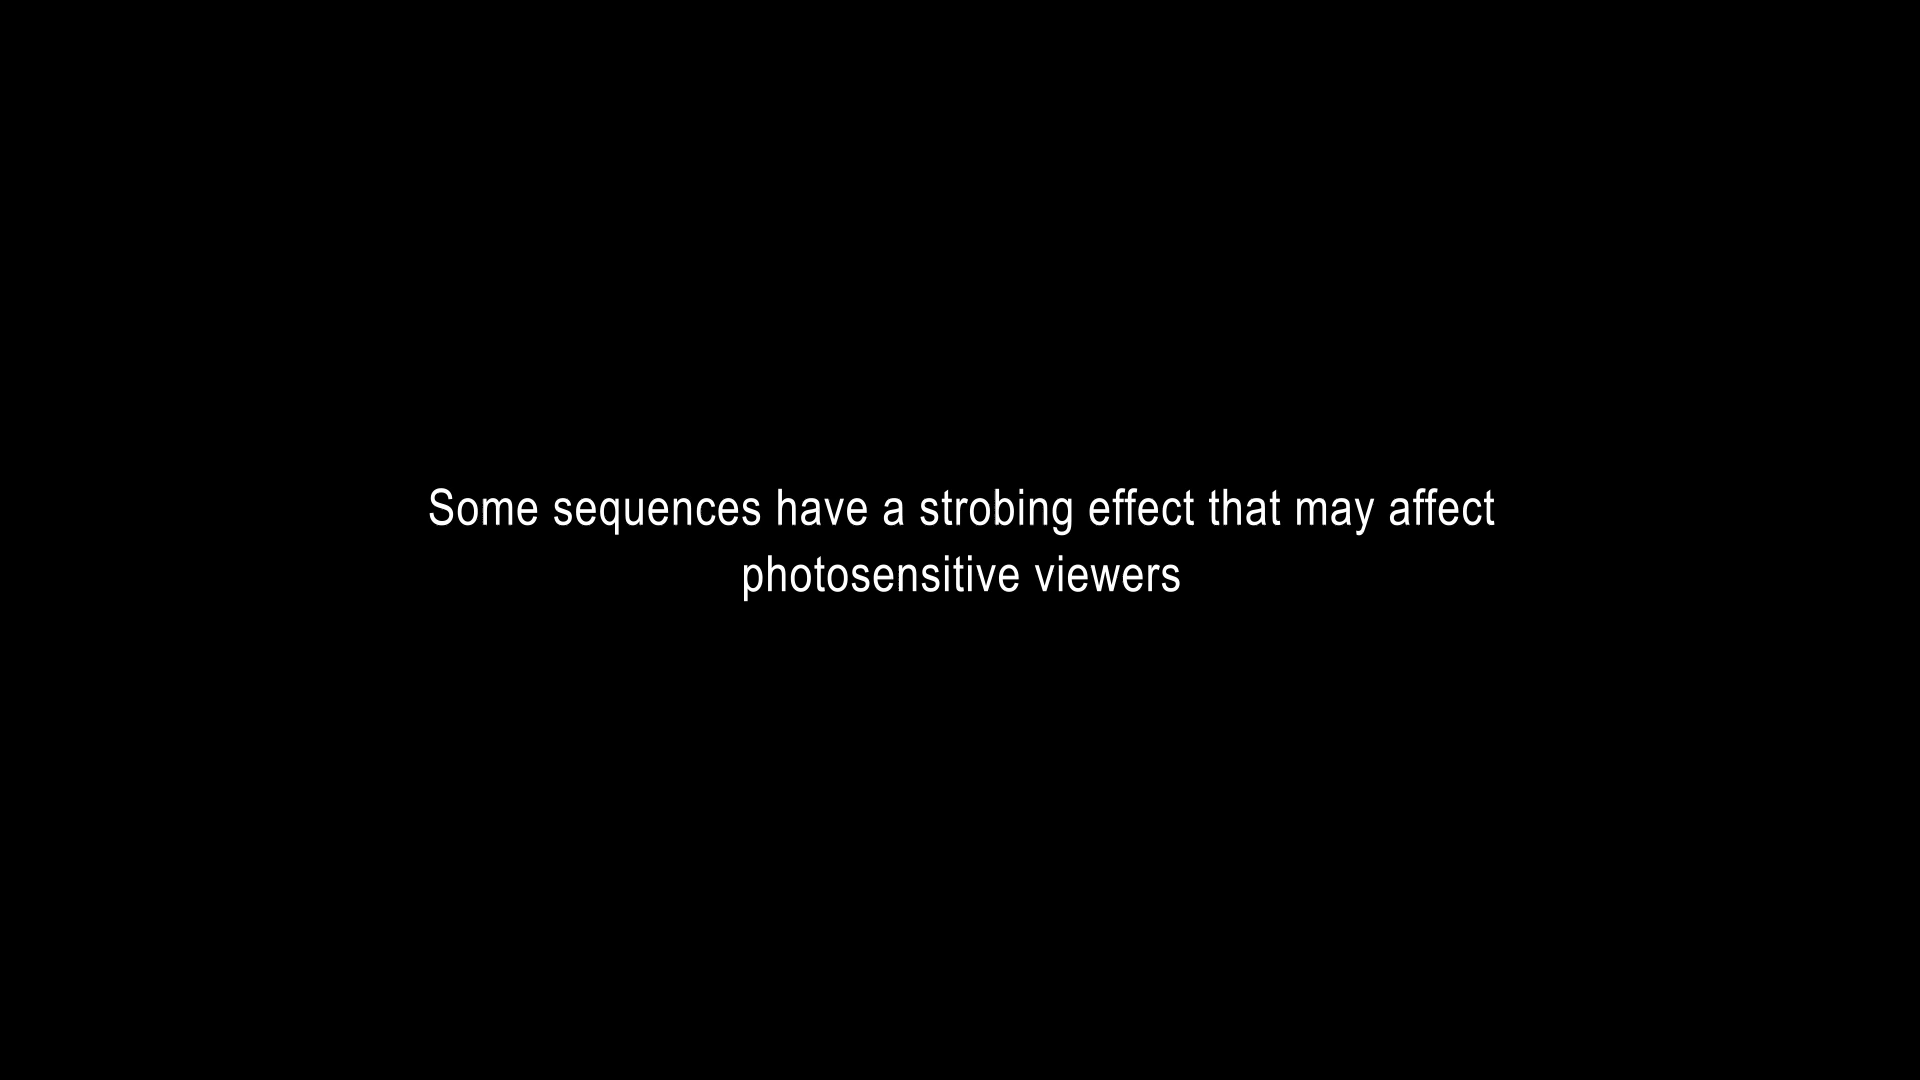 Some sequences have a strobing effect that may affect
photosensitive viewers